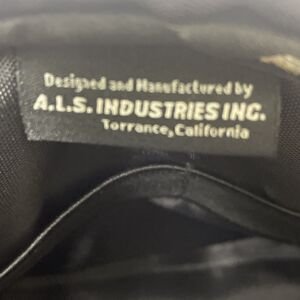 Designed and Manufactured by
A.L.S. INDUSTRIES INC.
Torrance, California